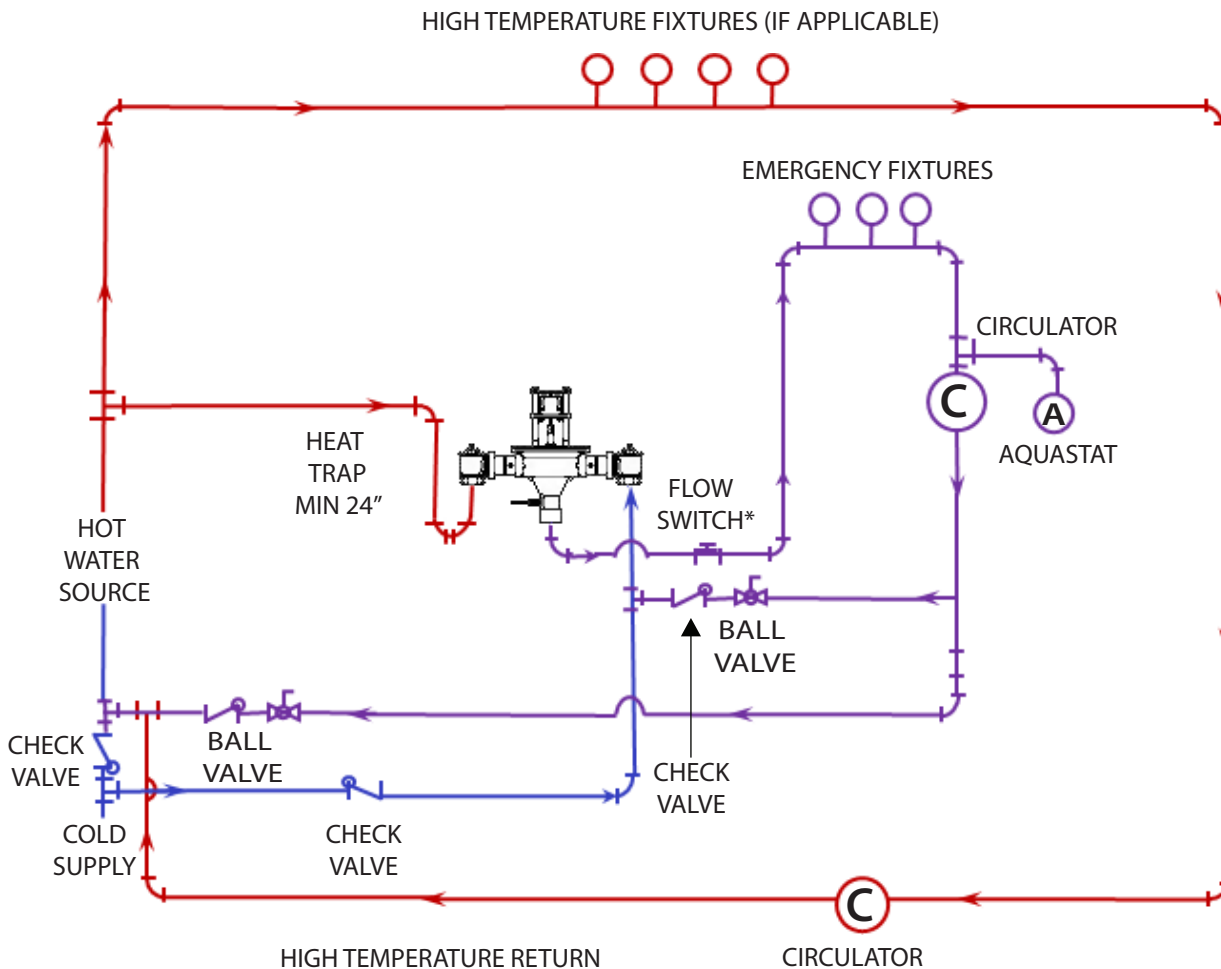 HIGH TEMPERATURE FIXTURES (IF APPLICABLE)
EMERGENCY FIXTURES
CIRCULATOR
C
A
AQUASTAT
HEAT
TRAP
MIN 24”
FLOW
SWITCH*
HOT
WATER
SOURCE
BALL
VALVE
CHECK
VALVE
BALL
VALVE
CHECK
VALVE
COLD
SUPPLY
CHECK
VALVE
C
HIGH TEMPERATURE RETURN
CIRCULATOR